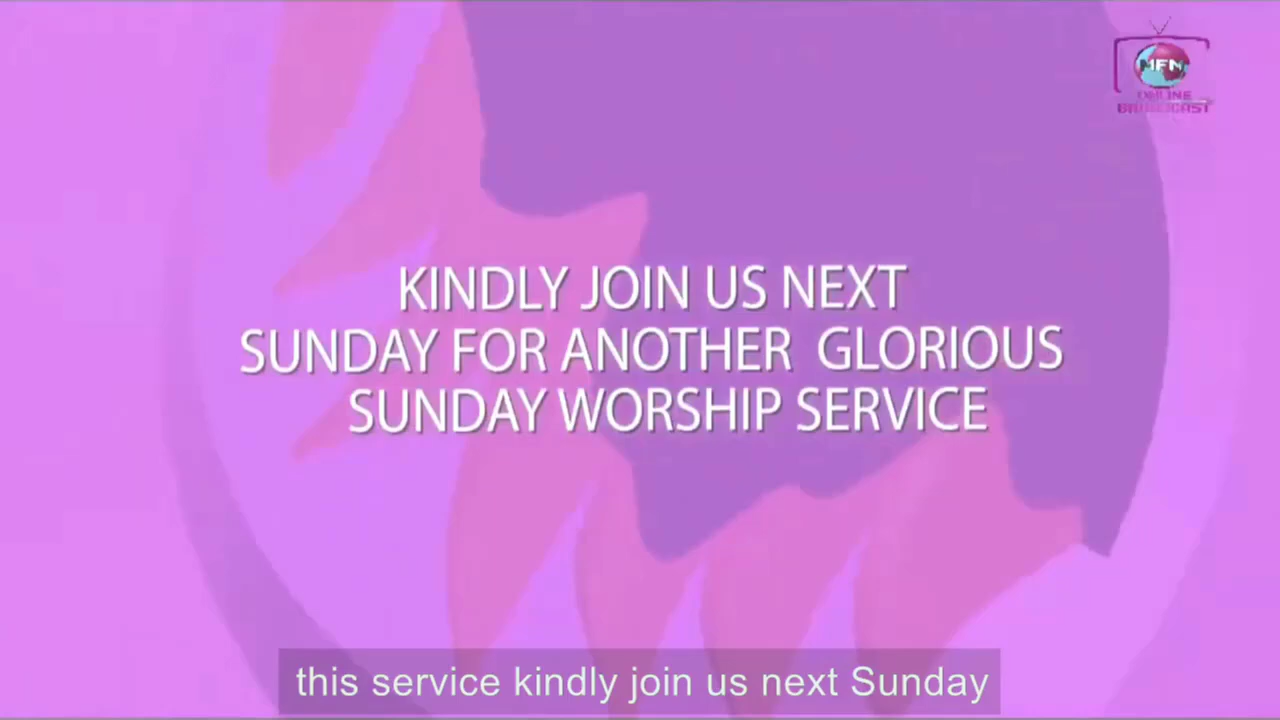 MFM
ONLINE
BROADCAST
KINDLY JOIN US NEXT
SUNDAY FOR ANOTHER GLORIOUS
SUNDAY WORSHIP SERVICE
this service kindly join us next Sunday